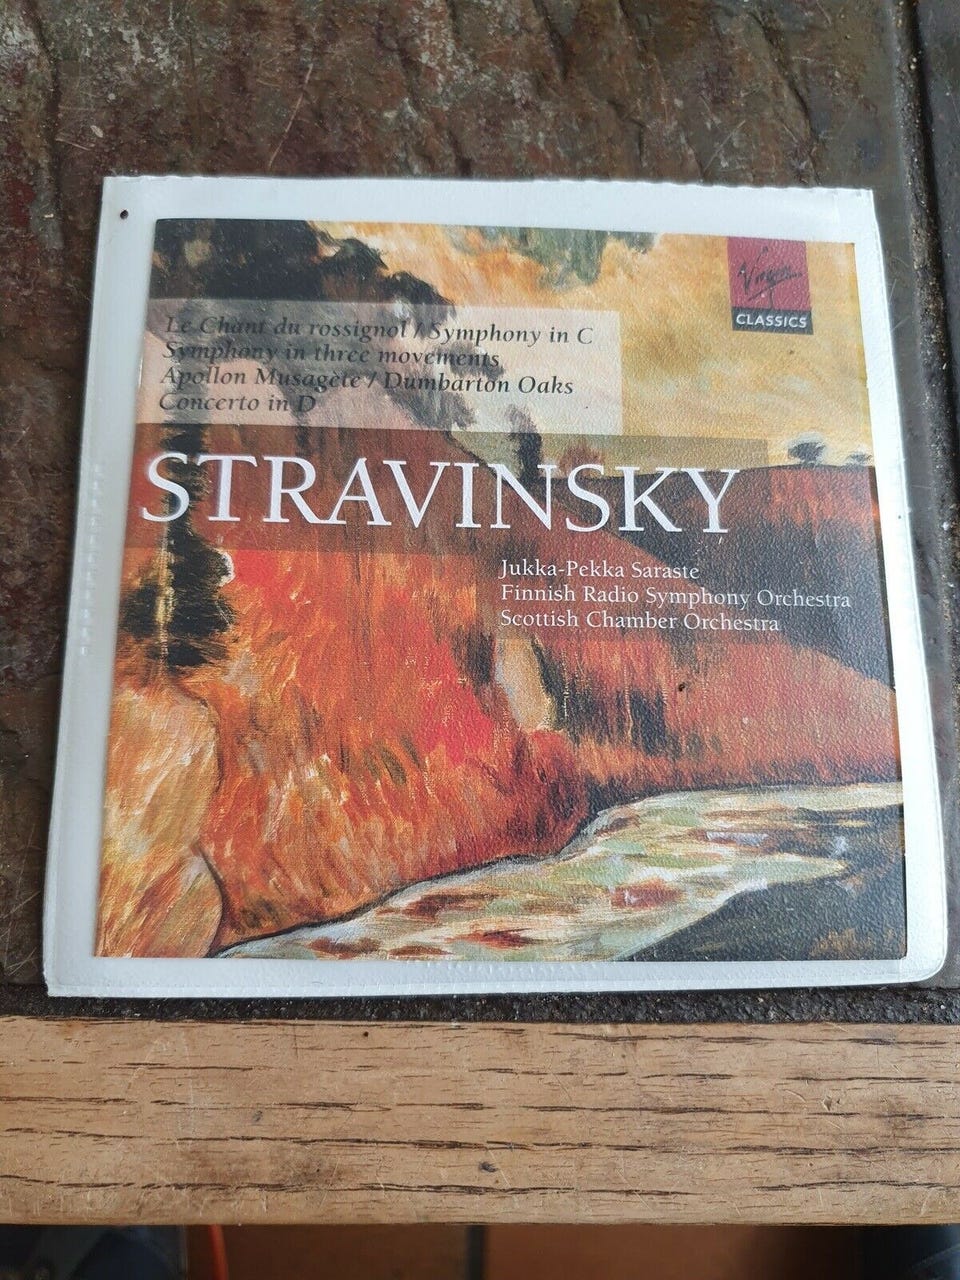 Virgin
CLASSICS
Le Chant du rossignol / Symphony in C
Symphony in three movements
Apollon Musagète / Dumbarton Oaks
Concerto in D
STRAVINSKY
Jukka-Pekka Saraste
Finnish Radio Symphony Orchestra
Scottish Chamber Orchestra